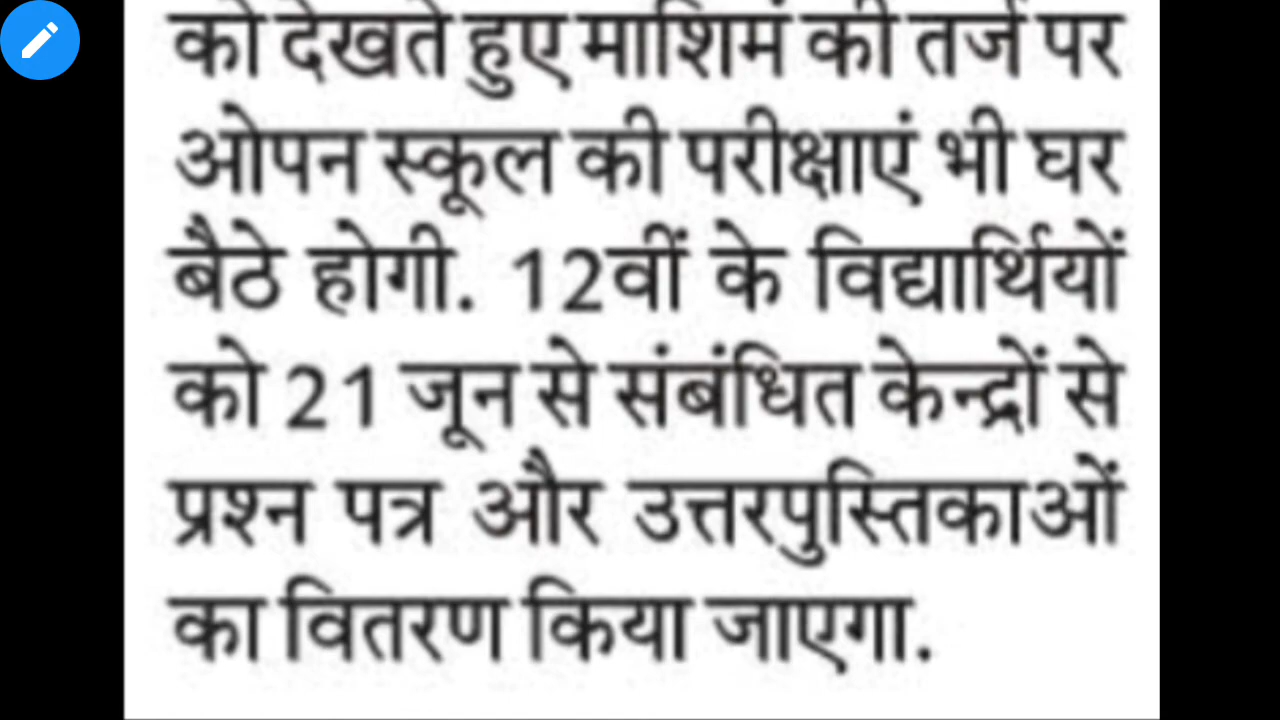 को देखते हुए माशिमं की तर्ज पर
ओपन स्कूल की परीक्षाएं भी घर
बैठे होगी. 12वीं के विद्यार्थियों
को 21 जून से संबंधित केन्द्रों से
प्रश्न पत्र और उत्तरपुस्तिकाओं
का वितरण किया जाएगा.